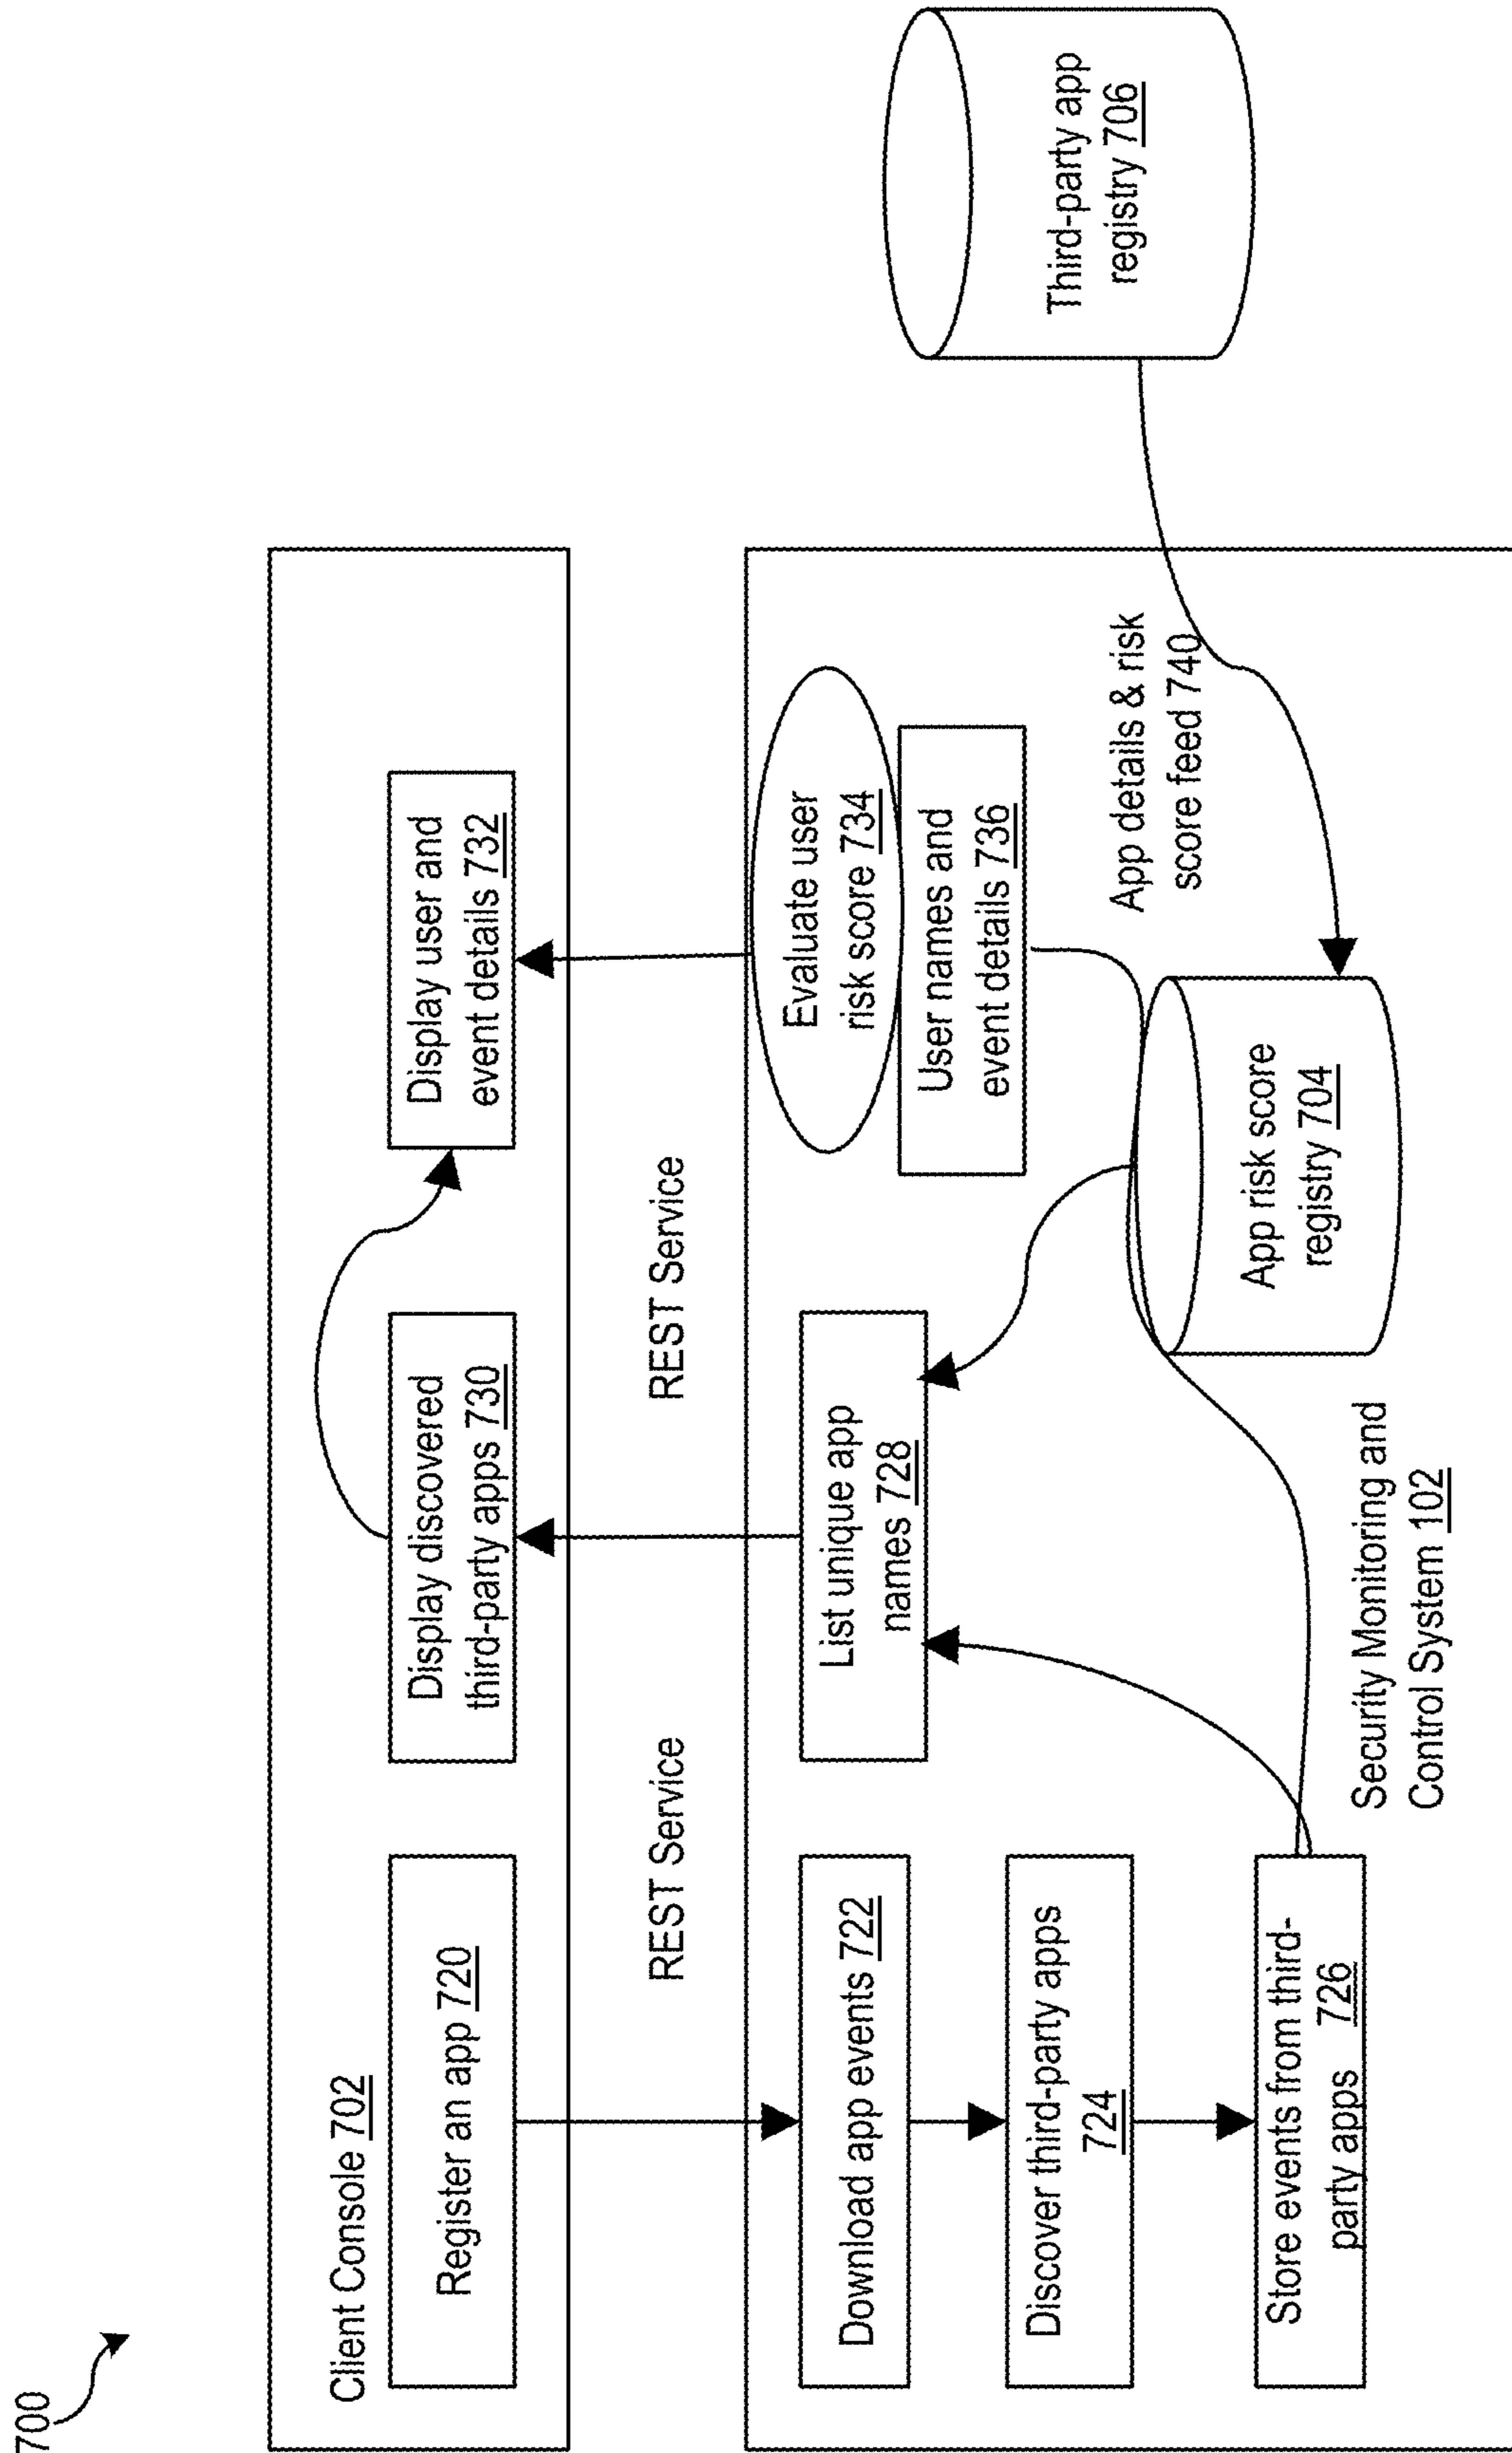 700
Client Console 702
Register an app 720
Display discovered
third-party apps 730
Display user and
event details 732
REST Service
REST Service
Download app events 722
Discover third-party apps
724
Store events from third-
party apps 726
List unique app
names 728
Evaluate user
risk score 734
User names and
event details 736
App details & risk
score feed 740
App risk score
registry 704
Security Monitoring and
Control System 102
Third-party app
registry 706